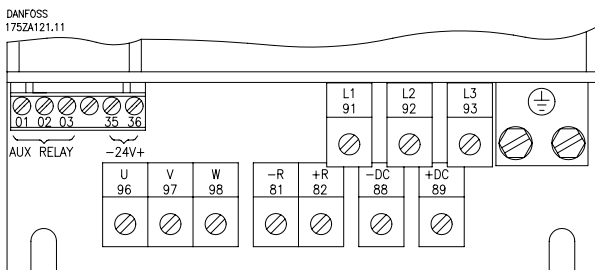 DANFOSS
175ZA121.11
L1 L2 L3
91 92 93
01 02 03 35 36
AUX RELAY -24V+
U V W -R +R -DC +DC
96 97 98 81 82 88 89